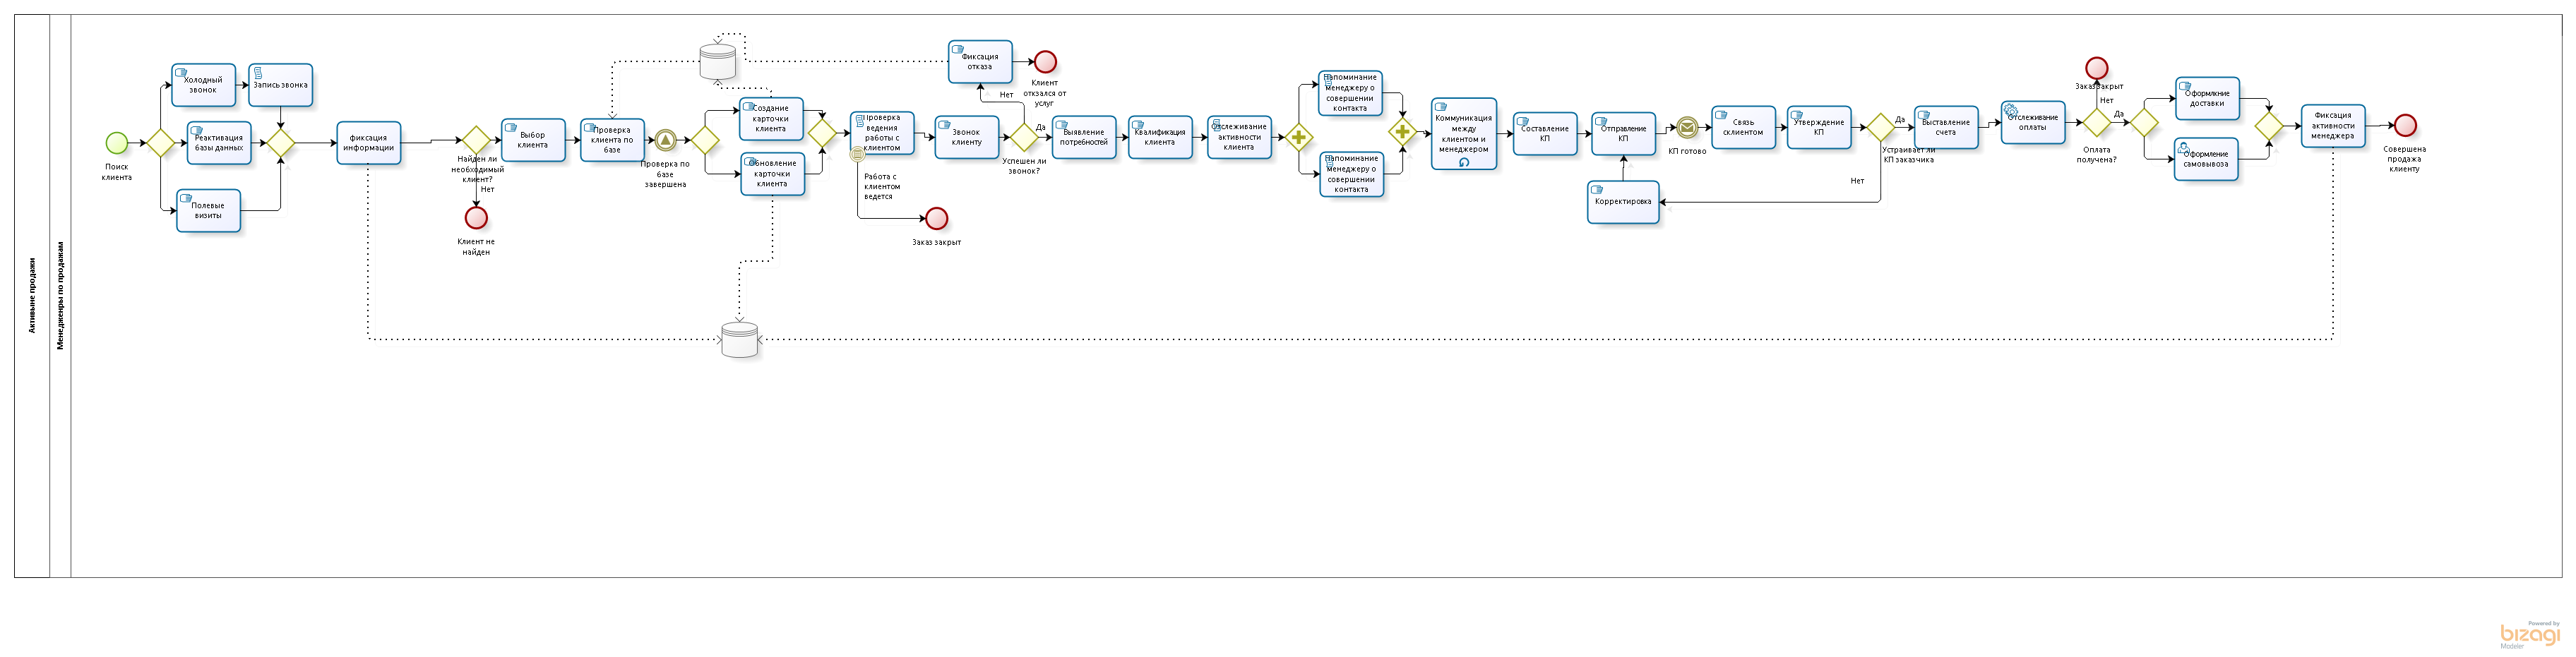 Активыне продажи
Менедженры по продажам
Поиск
клиента
Холодный
звонок
Запись звонка
Реактивация
базы данных
Полевые
визиты
фиксация
информации
Найден ли
необходимый
клиент?
Нет
Клиент не
найден
Выбор
клиента
Проверка
клиента по
базе
Проверка по
базе
завершена
Создание
карточки
клиента
Обновление
карточки
клиента
Проверка
ведения
работы с
клиентом
Работа с
клиентом
ведется
Заказ закрыт
Звонок
клиенту
Успешен ли
звонок?
Нет
Да
Фиксация
отказа
Клиент
откзался от
услуг
Выявление
потребностей
Квалификация
клиента
Отслеживание
активности
клиента
Напоминание
менеджеру о
совершении
контакта
Напоминание
менеджеру о
совершении
контакта
Коммуникация
между
клиентом и
менеджером
Составление
КП
Отправление
КП
Корректировка
КП готово
Связь
склиентом
Утверждение
КП
Устраивает ли
КП заказчика
Да
Нет
Выставление
счета
Отслеживание
оплаты
Заказ закрыт
Нет
Да
Оплата
получена?
Оформлкние
доставки
Оформление
самовывоза
Фиксация
активности
менеджера
Совершена
продажа
клиенту
Powered by
bizagi
Modeler